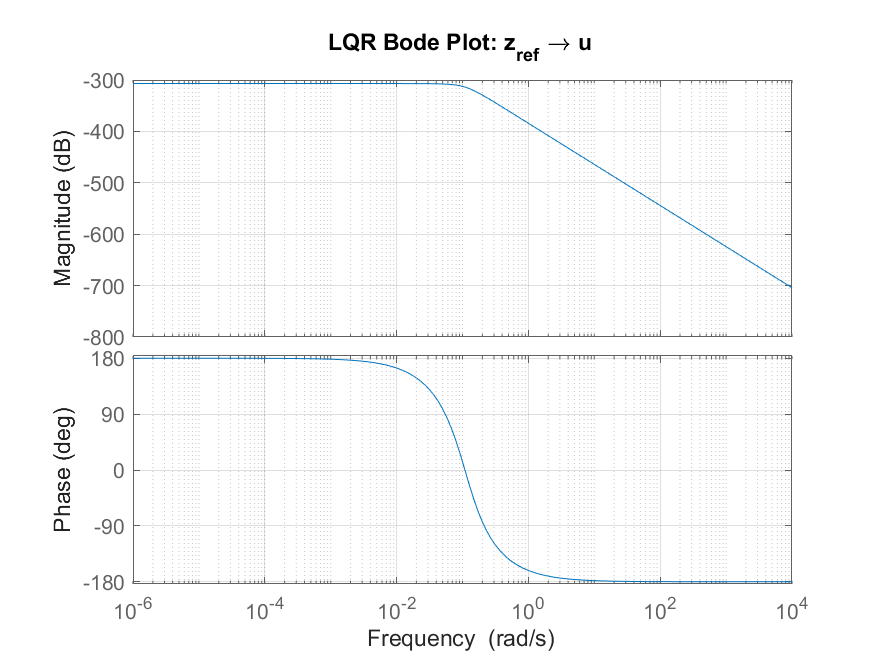 LQR Bode Plot: z_ref → u
Magnitude (dB)
-300
-400
-500
-600
-700
-800
Phase (deg)
180
90
0
-90
-180
10^-6 10^-4 10^-2 10^0 10^2 10^4
Frequency (rad/s)